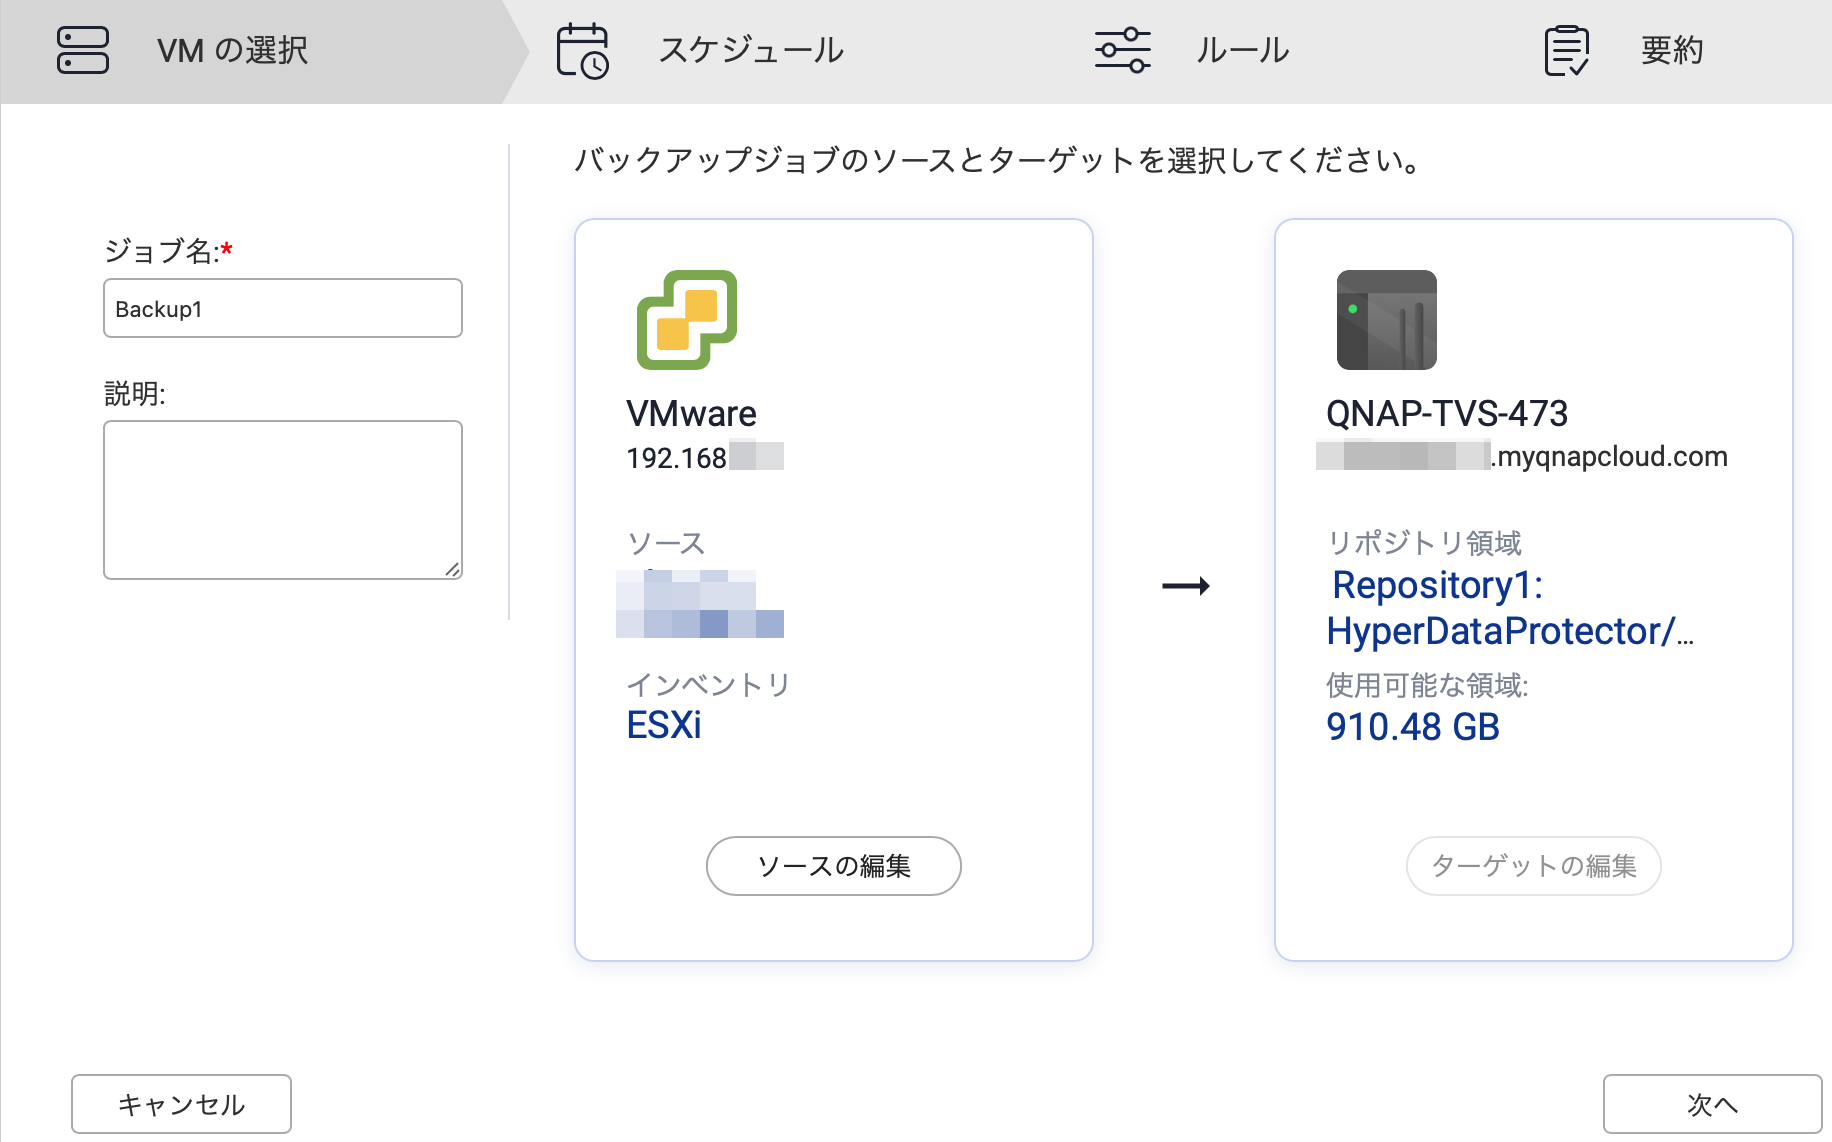 VM の選択
スケジュール
ルール
要約
バックアップジョブのソースとターゲットを選択してください。
ジョブ名:*
Backup1
説明:
VMware
192.168
ソース
インベントリ
ESXi
ソースの編集
QNAP-TVS-473
.myqnapcloud.com
リポジトリ領域
Repository1:
HyperDataProtector/...
使用可能な領域:
910.48 GB
ターゲットの編集
キャンセル
次へ